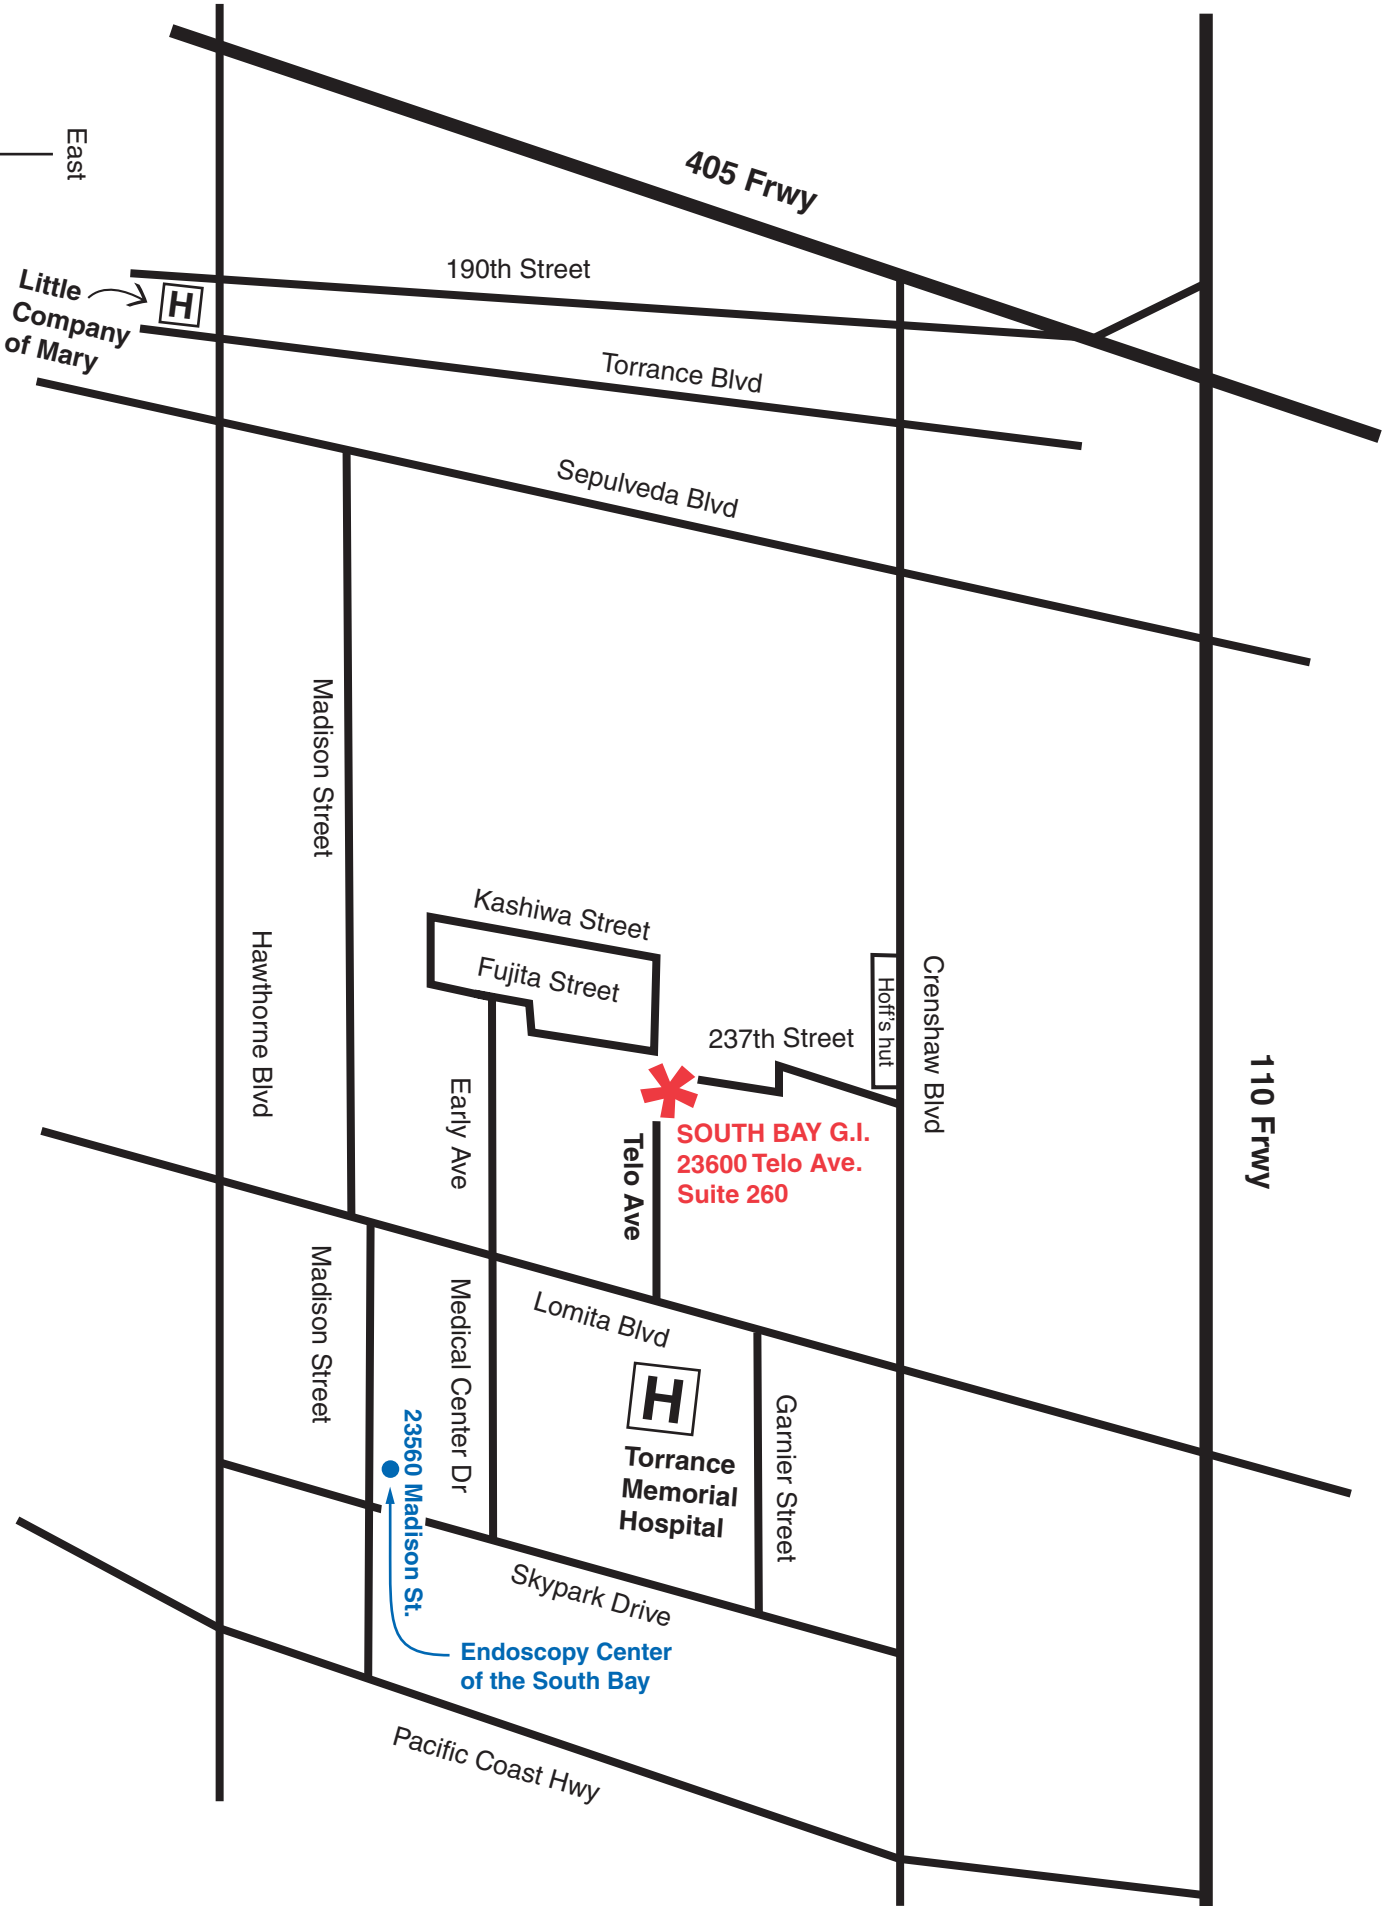 East
405 Frwy
190th Street
Little
Company
of Mary
H
Torrance Blvd
Sepulveda Blvd
Madison Street
Kashiwa Street
Fujita Street
Hawthorne Blvd
237th Street
Hoff's hut
Crenshaw Blvd
110 Frwy
Early Ave
Telo Ave
SOUTH BAY G.I.
23600 Telo Ave.
Suite 260
Madison Street
Medical Center Dr
Lomita Blvd
H
Torrance
Memorial
Hospital
Garnier Street
23560 Madison St.
Skypark Drive
Endoscopy Center
of the South Bay
Pacific Coast Hwy